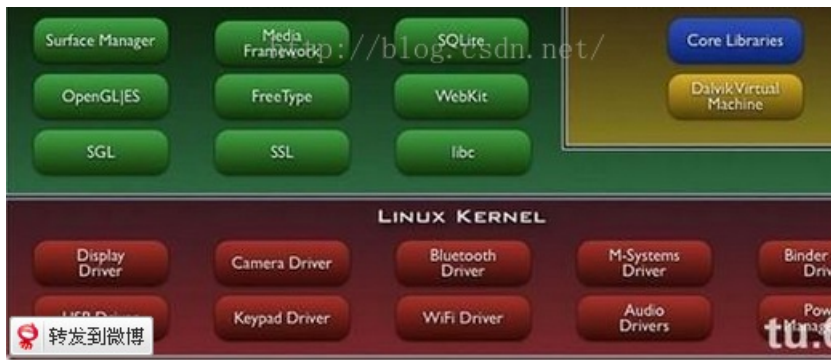 Surface Manager
Media
Framework
SQLite
Core Libraries
http://blog.csdn.net/
OpenGL|ES
FreeType
WebKit
Dalvik Virtual
Machine
SGL
SSL
libc
LINUX KERNEL
Display
Driver
Camera Driver
Bluetooth
Driver
M-Systems
Driver
Binder
Keypad Driver
WiFi Driver
Audio
Drivers
转发到微博